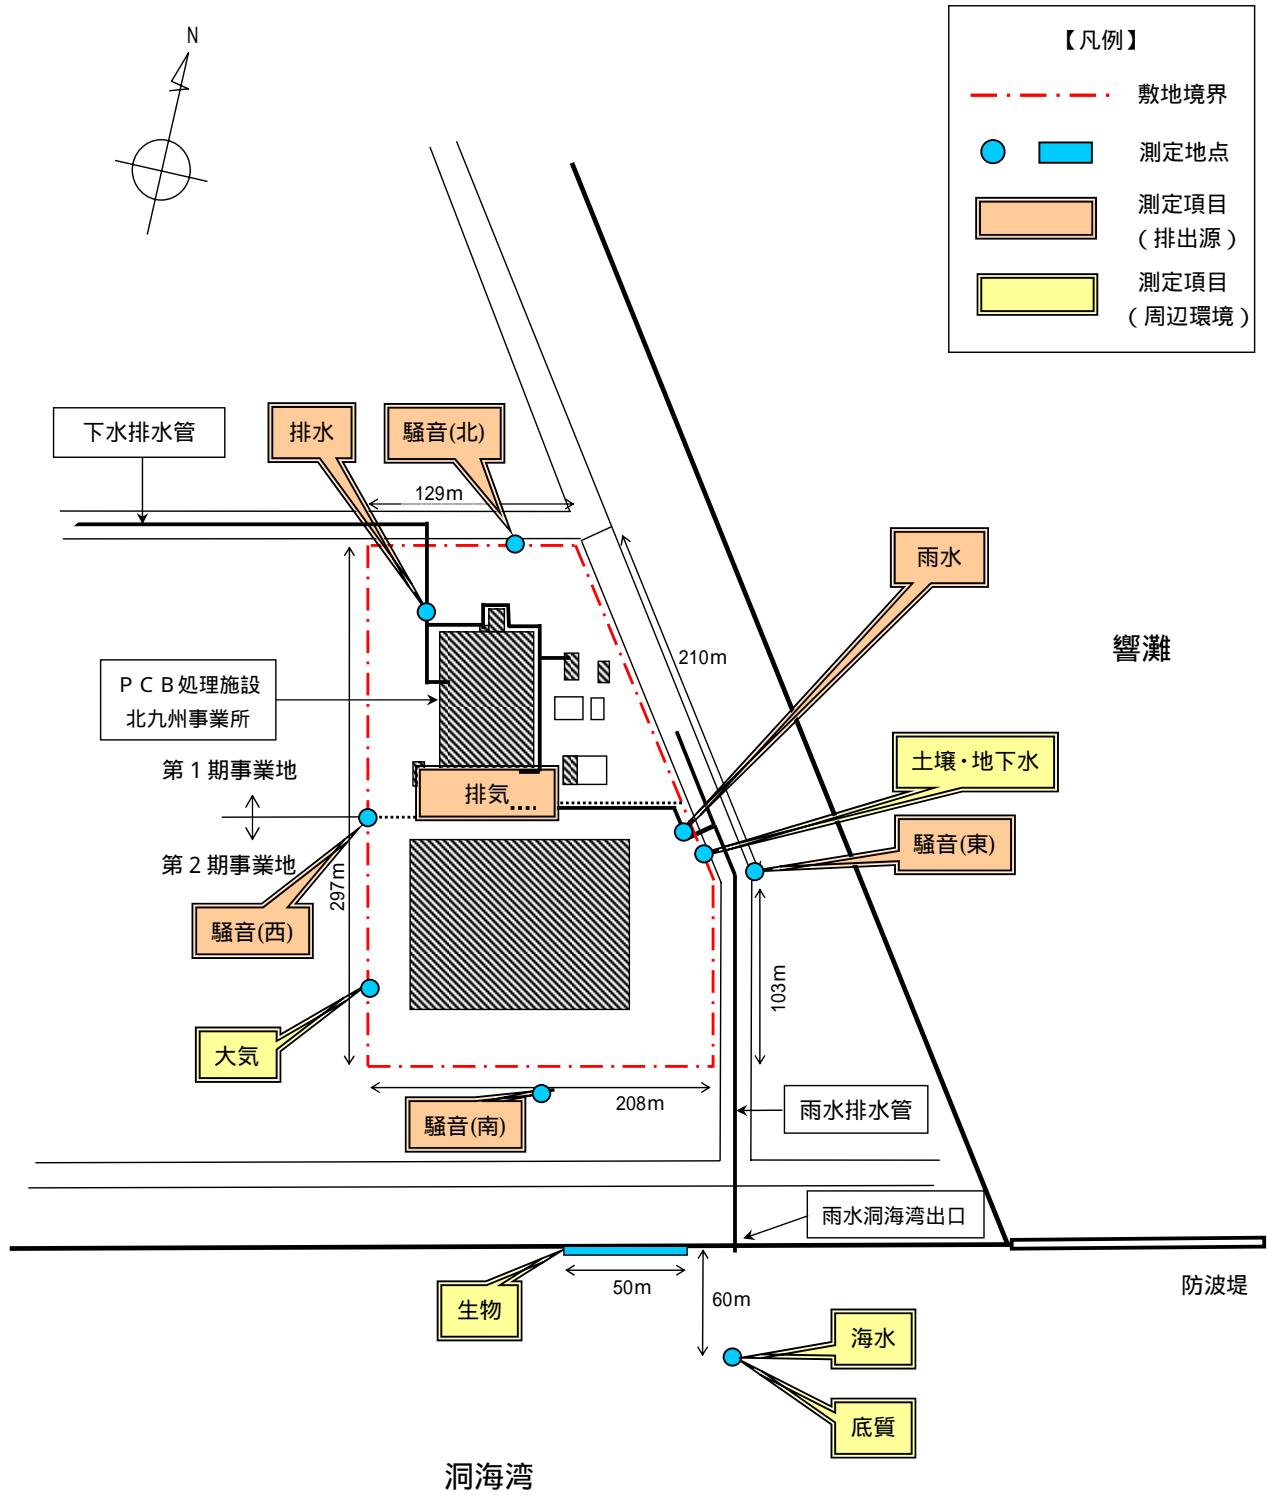 N
【凡例】
敷地境界
測定地点
測定項目
（排出源）
測定項目
（周辺環境）
下水排水管
排水
騒音(北)
129m
雨水
響灘
210m
ＰＣＢ処理施設
北九州事業所
土壌・地下水
第１期事業地
排気
騒音(東)
第２期事業地
297m
騒音(西)
103m
大気
208m
騒音(南)
雨水排水管
雨水洞海湾出口
50m
60m
防波堤
生物
海水
底質
洞海湾